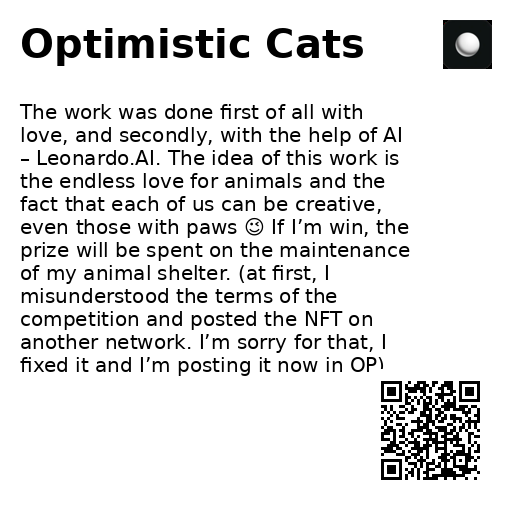 Optimistic Cats
The work was done first of all with
love, and secondly, with the help of AI
– Leonardo.AI. The idea of this work is
the endless love for animals and the
fact that each of us can be creative,
even those with paws 😉 If I’m win, the
prize will be spent on the maintenance
of my animal shelter. (at first, I
misunderstood the terms of the
competition and posted the NFT on
another network. I’m sorry for that, I
fixed it and I’m posting it now in OP)